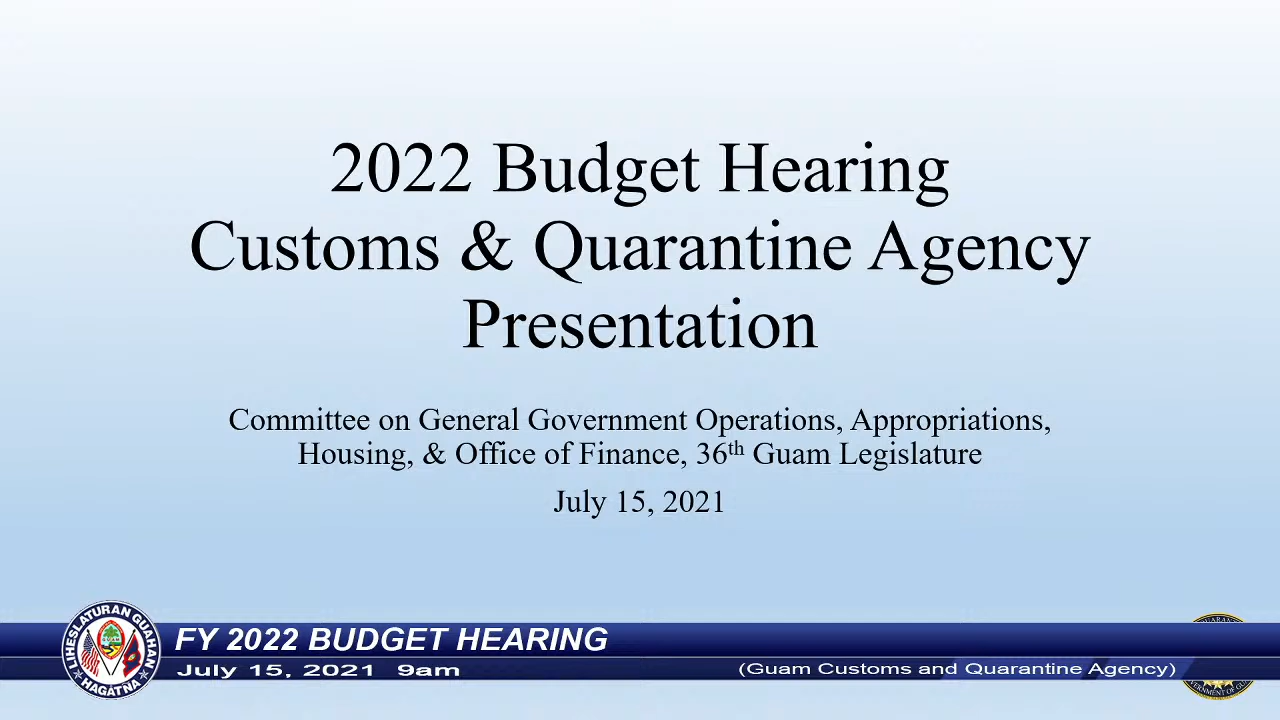 2022 Budget Hearing
Customs & Quarantine Agency
Presentation
Committee on General Government Operations, Appropriations,
Housing, & Office of Finance, 36th Guam Legislature
July 15, 2021
LIHESLATURAN GUAHAN
HAGÅTÑA
FY 2022 BUDGET HEARING
July 15, 2021 9am
(Guam Customs and Quarantine Agency)